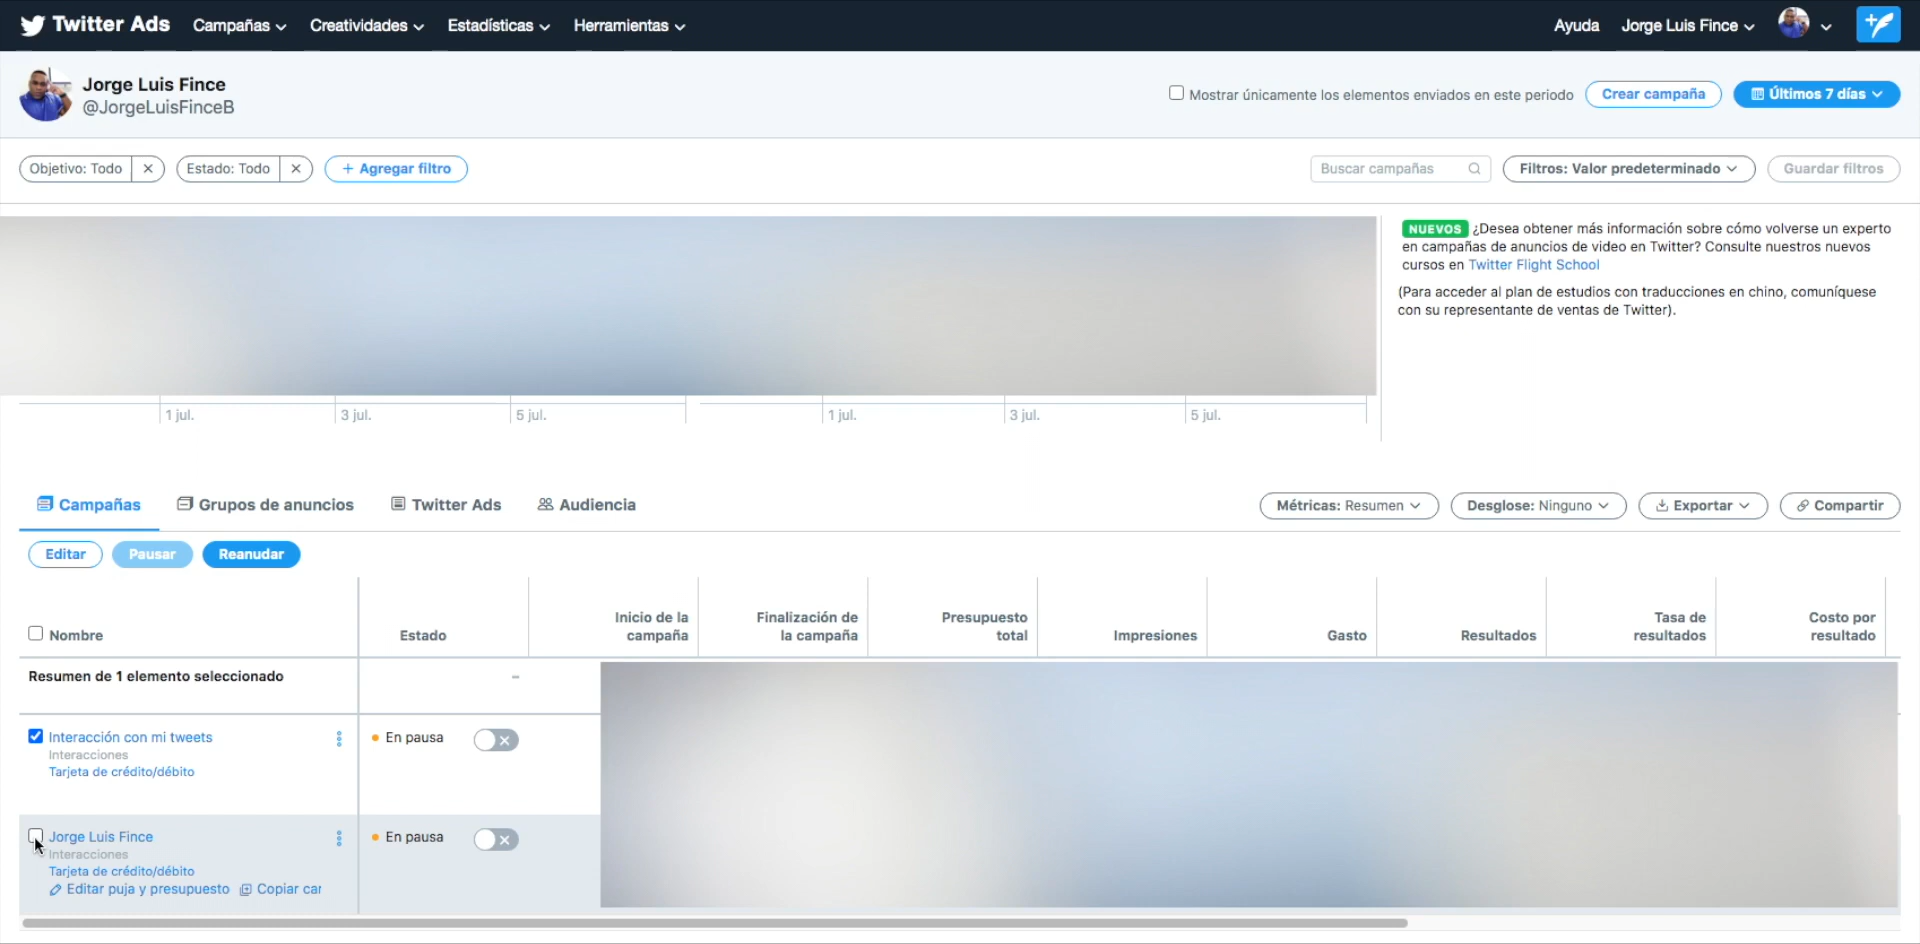 Twitter Ads Campañas Creatividades Estadísticas Herramientas Ayuda Jorge Luis Fince
Jorge Luis Fince
@JorgeLuisFinceB
Mostrar únicamente los elementos enviados en este periodo Crear campaña Últimos 7 días
Objetivo: Todo Estado: Todo + Agregar filtro Buscar campañas Filtros: Valor predeterminado Guardar filtros
NUEVOS ¿Desea obtener más información sobre cómo volverse un experto
en campañas de anuncios de video en Twitter? Consulte nuestros nuevos
cursos en Twitter Flight School
(Para acceder al plan de estudios con traducciones en chino, comuníquese
con su representante de ventas de Twitter).
1 jul. 3 jul. 5 jul. 1 jul. 3 jul. 5 jul.
Campañas Grupos de anuncios Twitter Ads Audiencia Métricas: Resumen Desglose: Ninguno Exportar Compartir
Editar Pausar Reanudar
Nombre Estado Inicio de la campaña Finalización de la campaña Presupuesto total Impresiones Gasto Resultados Tasa de resultados Costo por resultado
Resumen de 1 elemento seleccionado –
Interacción con mi tweets En pausa
Interacciones
Tarjeta de crédito/débito
Jorge Luis Fince En pausa
Interacciones
Tarjeta de crédito/débito
Editar puja y presupuesto Copiar car